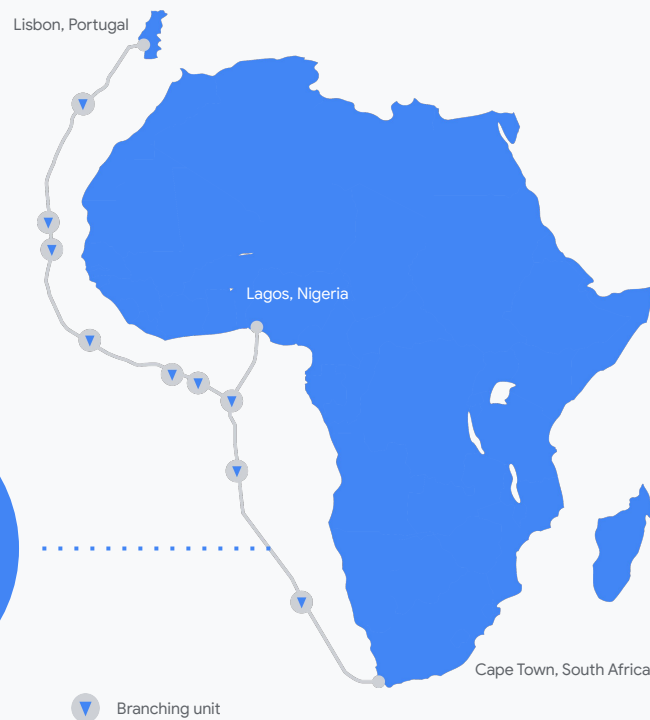 Lisbon, Portugal
Lagos, Nigeria
Cape Town, South Africa
Branching unit